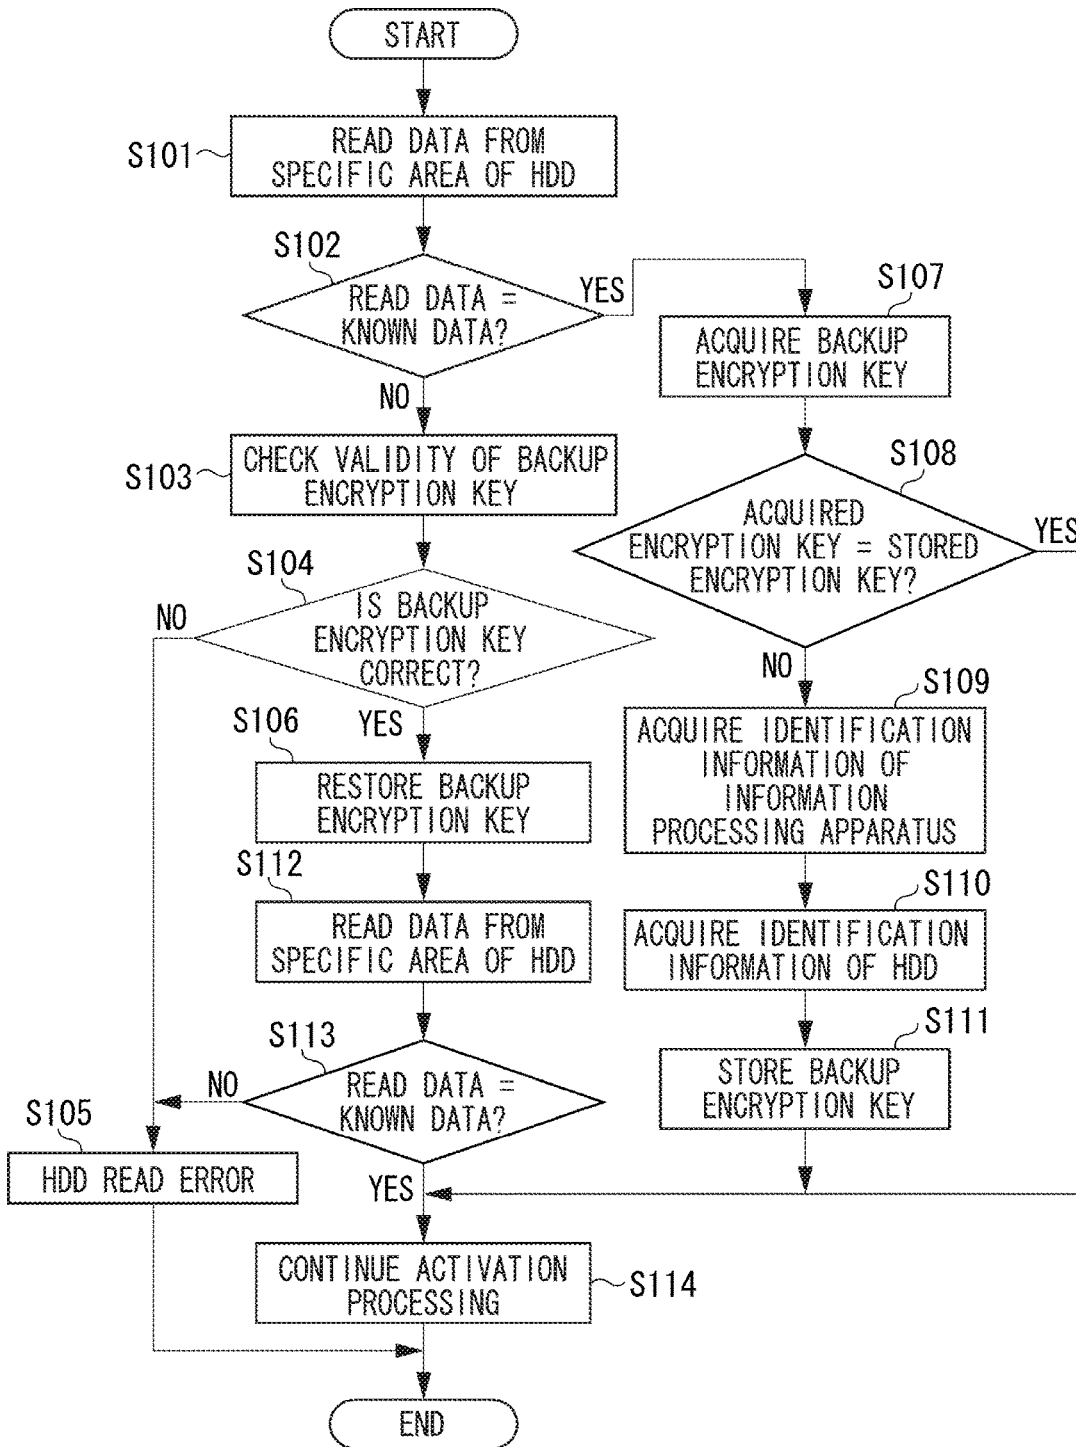 START
S101
READ DATA FROM
SPECIFIC AREA OF HDD
S102
READ DATA =
KNOWN DATA?
YES
NO
S107
ACQUIRE BACKUP
ENCRYPTION KEY
S103
CHECK VALIDITY OF BACKUP
ENCRYPTION KEY
S108
ACQUIRED
ENCRYPTION KEY = STORED
ENCRYPTION KEY?
YES
NO
S104
IS BACKUP
ENCRYPTION KEY
CORRECT?
NO
YES
S109
ACQUIRE IDENTIFICATION
INFORMATION OF
INFORMATION
PROCESSING APPARATUS
S106
RESTORE BACKUP
ENCRYPTION KEY
S112
READ DATA FROM
SPECIFIC AREA OF HDD
S110
ACQUIRE IDENTIFICATION
INFORMATION OF HDD
S113
READ DATA =
KNOWN DATA?
NO
YES
S111
STORE BACKUP
ENCRYPTION KEY
S105
HDD READ ERROR
CONTINUE ACTIVATION
PROCESSING
S114
END